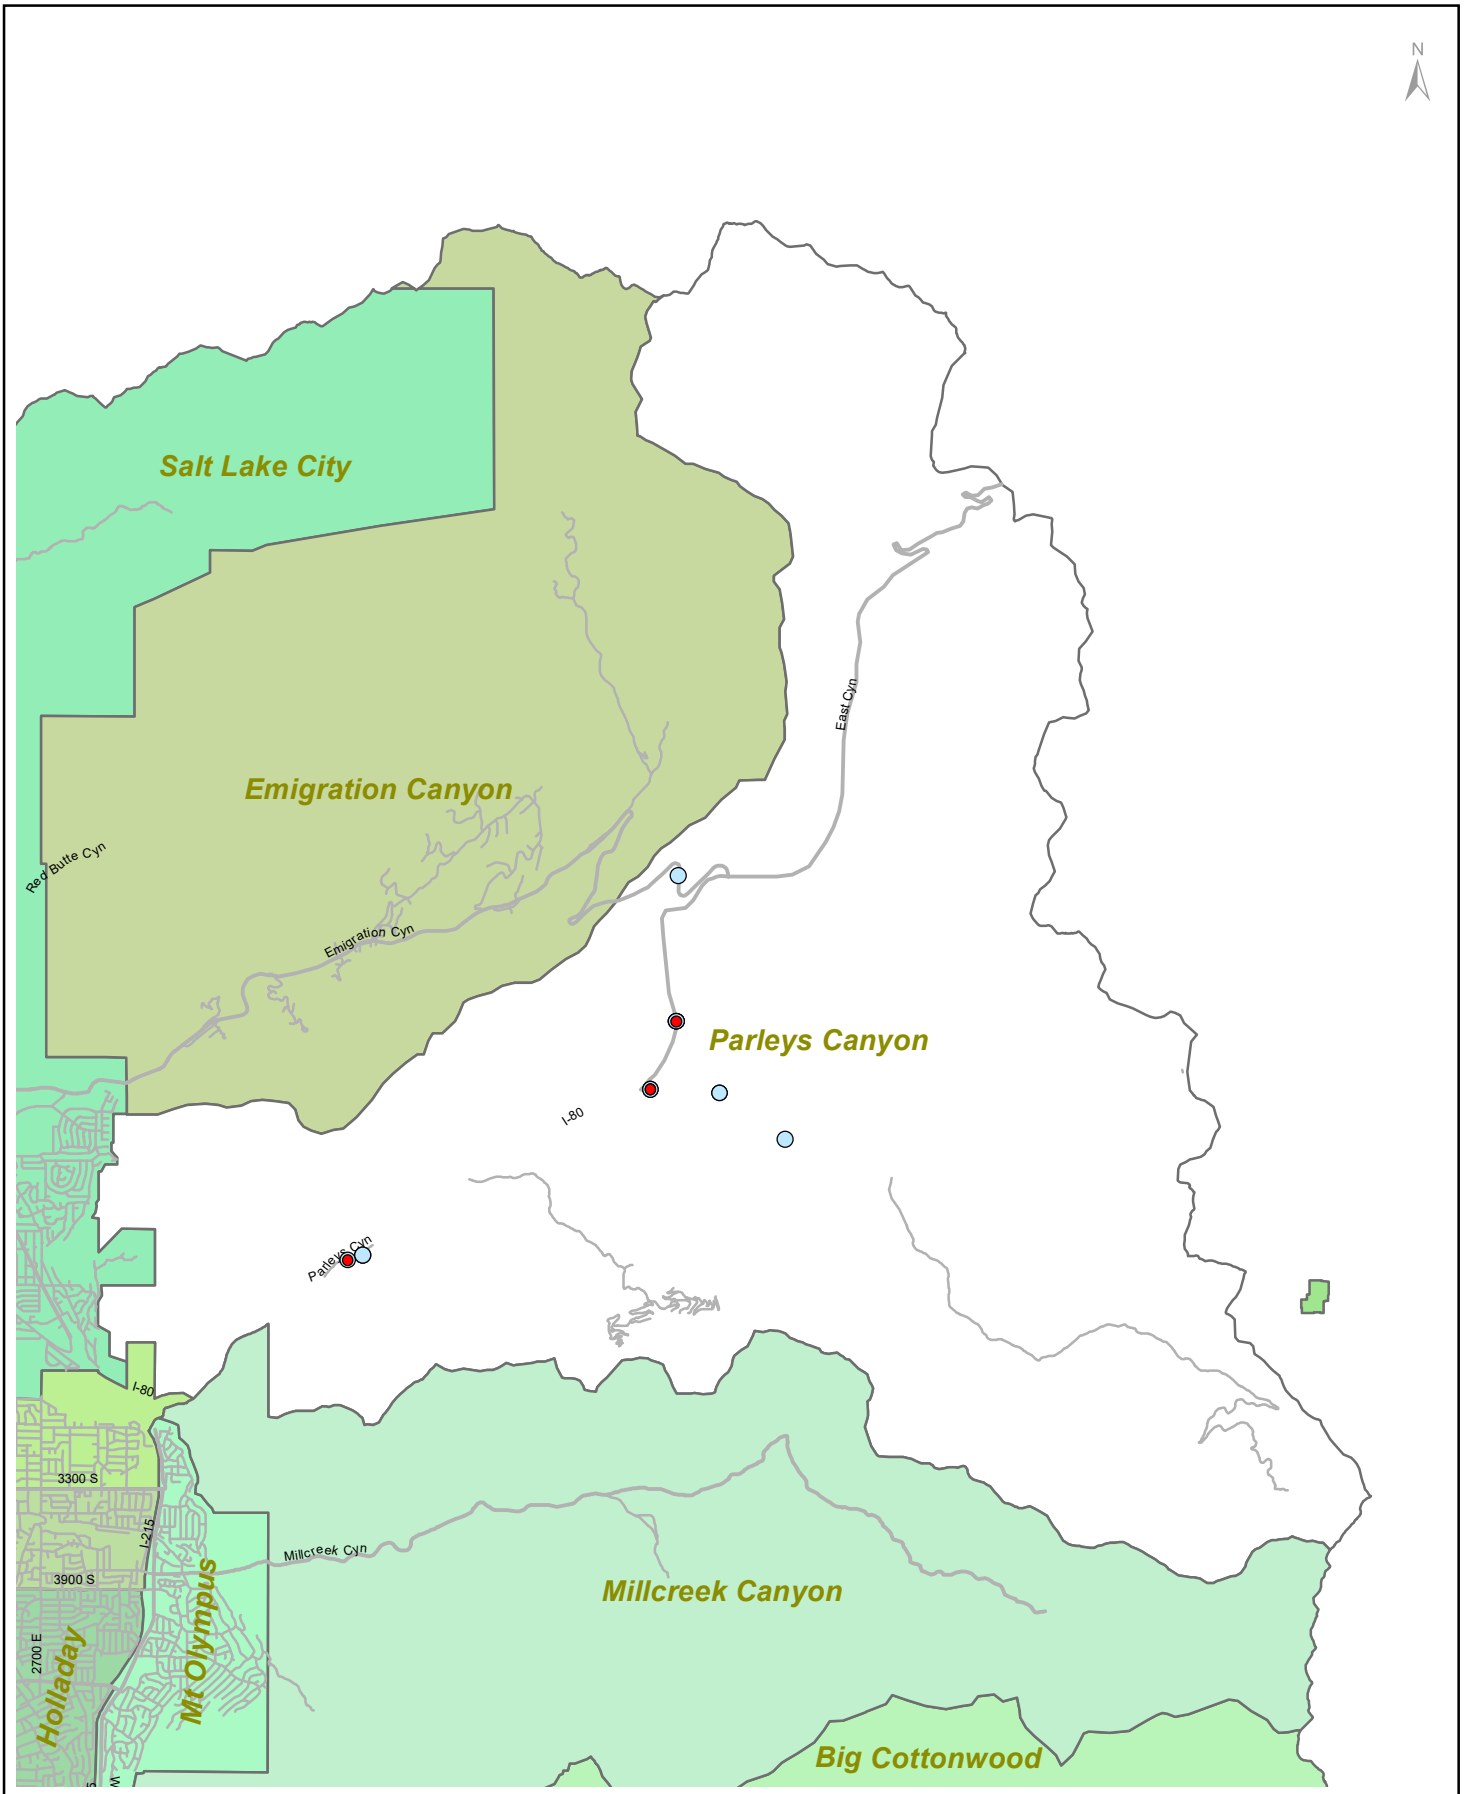 N
Salt Lake City
East Cyn
Emigration Canyon
Red Butte Cyn
Emigration Cyn
Parleys Canyon
I-80
Parleys Cyn
I-80
3300 S
I-215
Millcreek Cyn
3900 S
Millcreek Canyon
Mt Olympus
2700 E
Holladay
Big Cottonwood